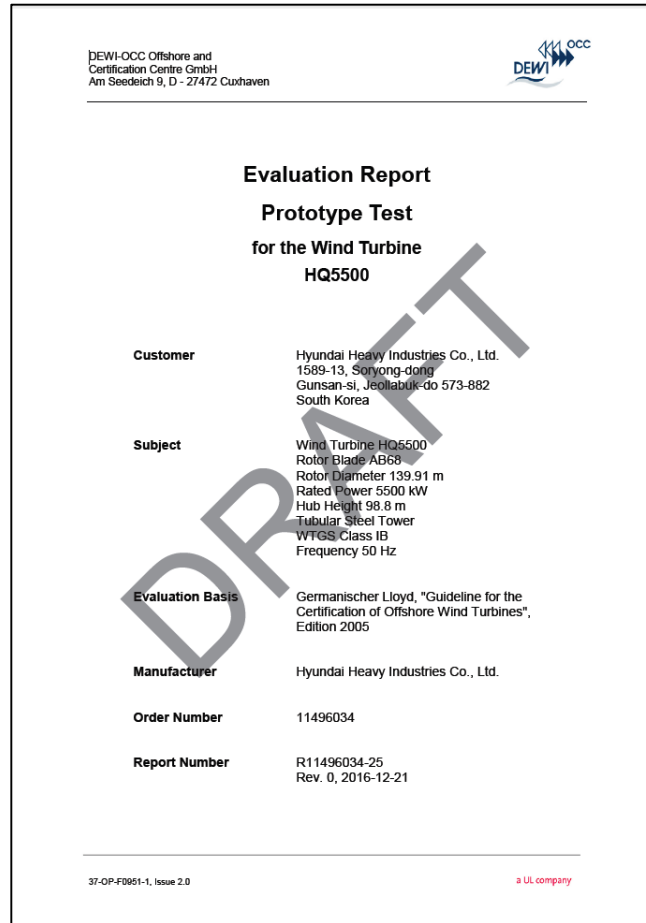 DEWI-OCC Offshore and
Certification Centre GmbH
Am Seedeich 9, D - 27472 Cuxhaven
DEWI OCC
Evaluation Report
Prototype Test
for the Wind Turbine
HQ5500
Customer Hyundai Heavy Industries Co., Ltd.
1589-13, Soryong-dong
Gunsan-si, Jeollabuk-do 573-882
South Korea
Subject Wind Turbine HQ5500
Rotor Blade AB68
Rotor Diameter 139.91 m
Rated Power 5500 kW
Hub Height 98.8 m
Tubular Steel Tower
WTGS Class IB
Frequency 50 Hz
DRAFT
Evaluation Basis Germanischer Lloyd, "Guideline for the
Certification of Offshore Wind Turbines",
Edition 2005
Manufacturer Hyundai Heavy Industries Co., Ltd.
Order Number 11496034
Report Number R11496034-25
Rev. 0, 2016-12-21
37-OP-F0951-1, Issue 2.0 a UL company